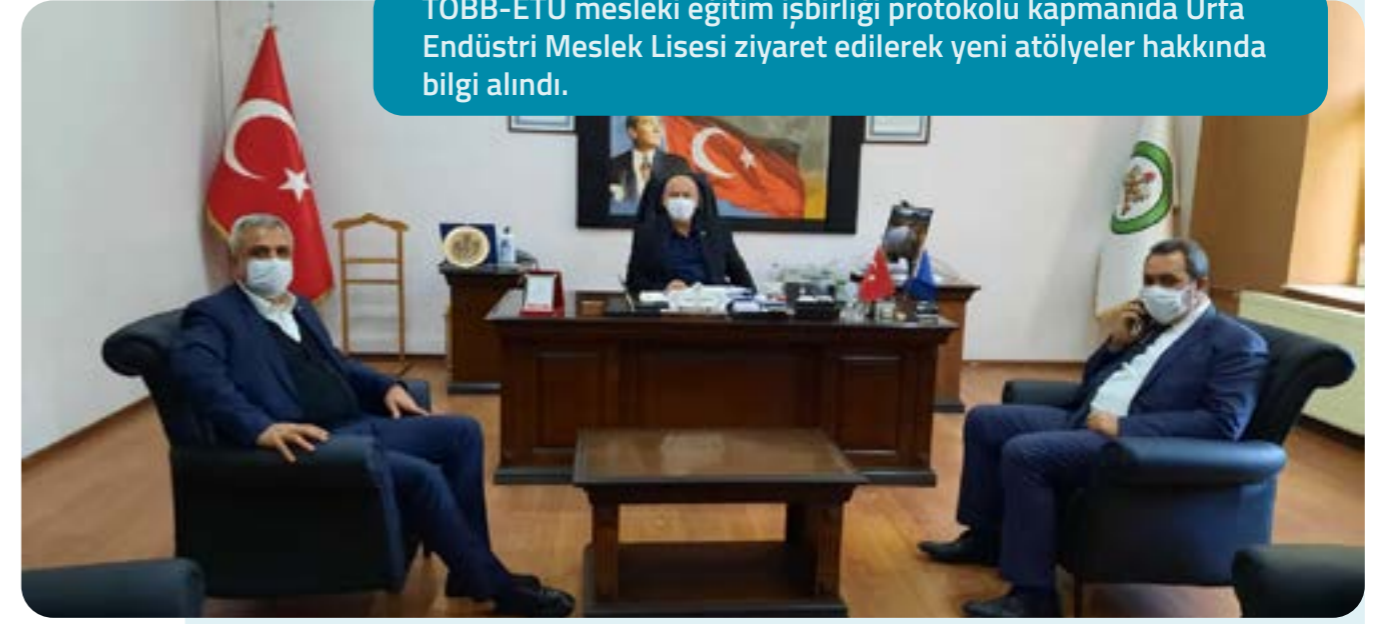 TOBB-ETÜ mesleki eğitim işbirliği protokolü kapmanıda Urfa
Endüstri Meslek Lisesi ziyaret edilerek yeni atölyeler hakkında
bilgi alındı.